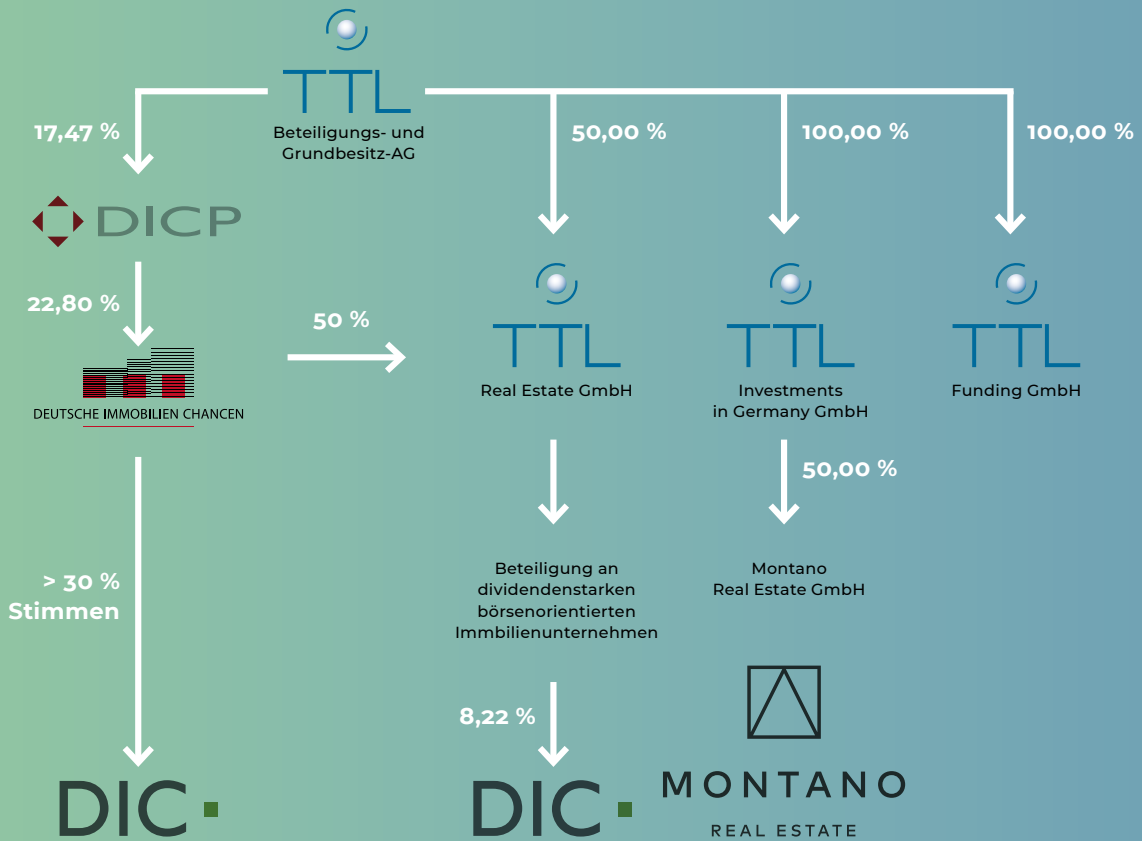 TTL
Beteiligungs- und
Grundbesitz-AG
17,47 %
50,00 %
100,00 %
100,00 %
DICP
22,80 %
50 %
DEUTSCHE IMMOBILIEN CHANCEN
TTL
Real Estate GmbH
TTL
Investments
in Germany GmbH
TTL
Funding GmbH
50,00 %
> 30 %
Stimmen
Beteiligung an
dividendenstarken
börsenorientierten
Immbilienunternehmen
Montano
Real Estate GmbH
8,22 %
DIC
DIC
MONTANO
REAL ESTATE